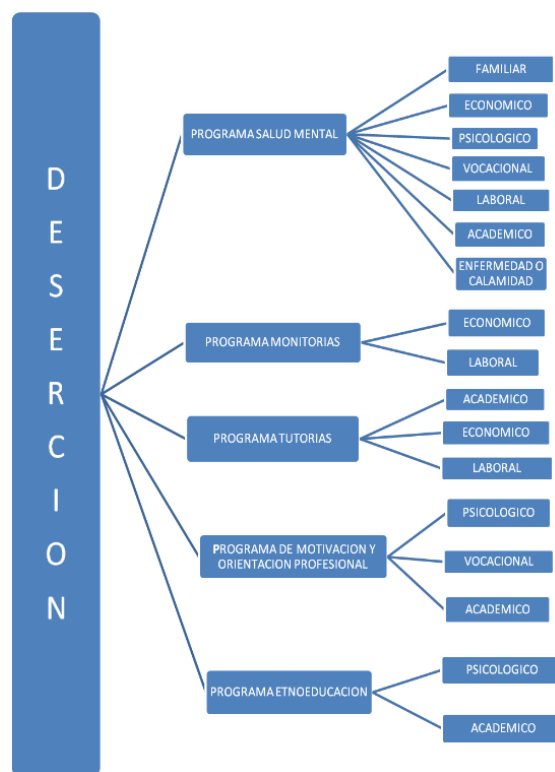 DESERCION
PROGRAMA SALUD MENTAL
FAMILIAR
ECONOMICO
PSICOLOGICO
VOCACIONAL
LABORAL
ACADEMICO
ENFERMEDAD O
CALAMIDAD
PROGRAMA MONITORIAS
ECONOMICO
LABORAL
PROGRAMA TUTORIAS
ACADEMICO
ECONOMICO
LABORAL
PROGRAMA DE MOTIVACION Y
ORIENTACION PROFESIONAL
PSICOLOGICO
VOCACIONAL
ACADEMICO
PROGRAMA ETNOEDUCACION
PSICOLOGICO
ACADEMICO